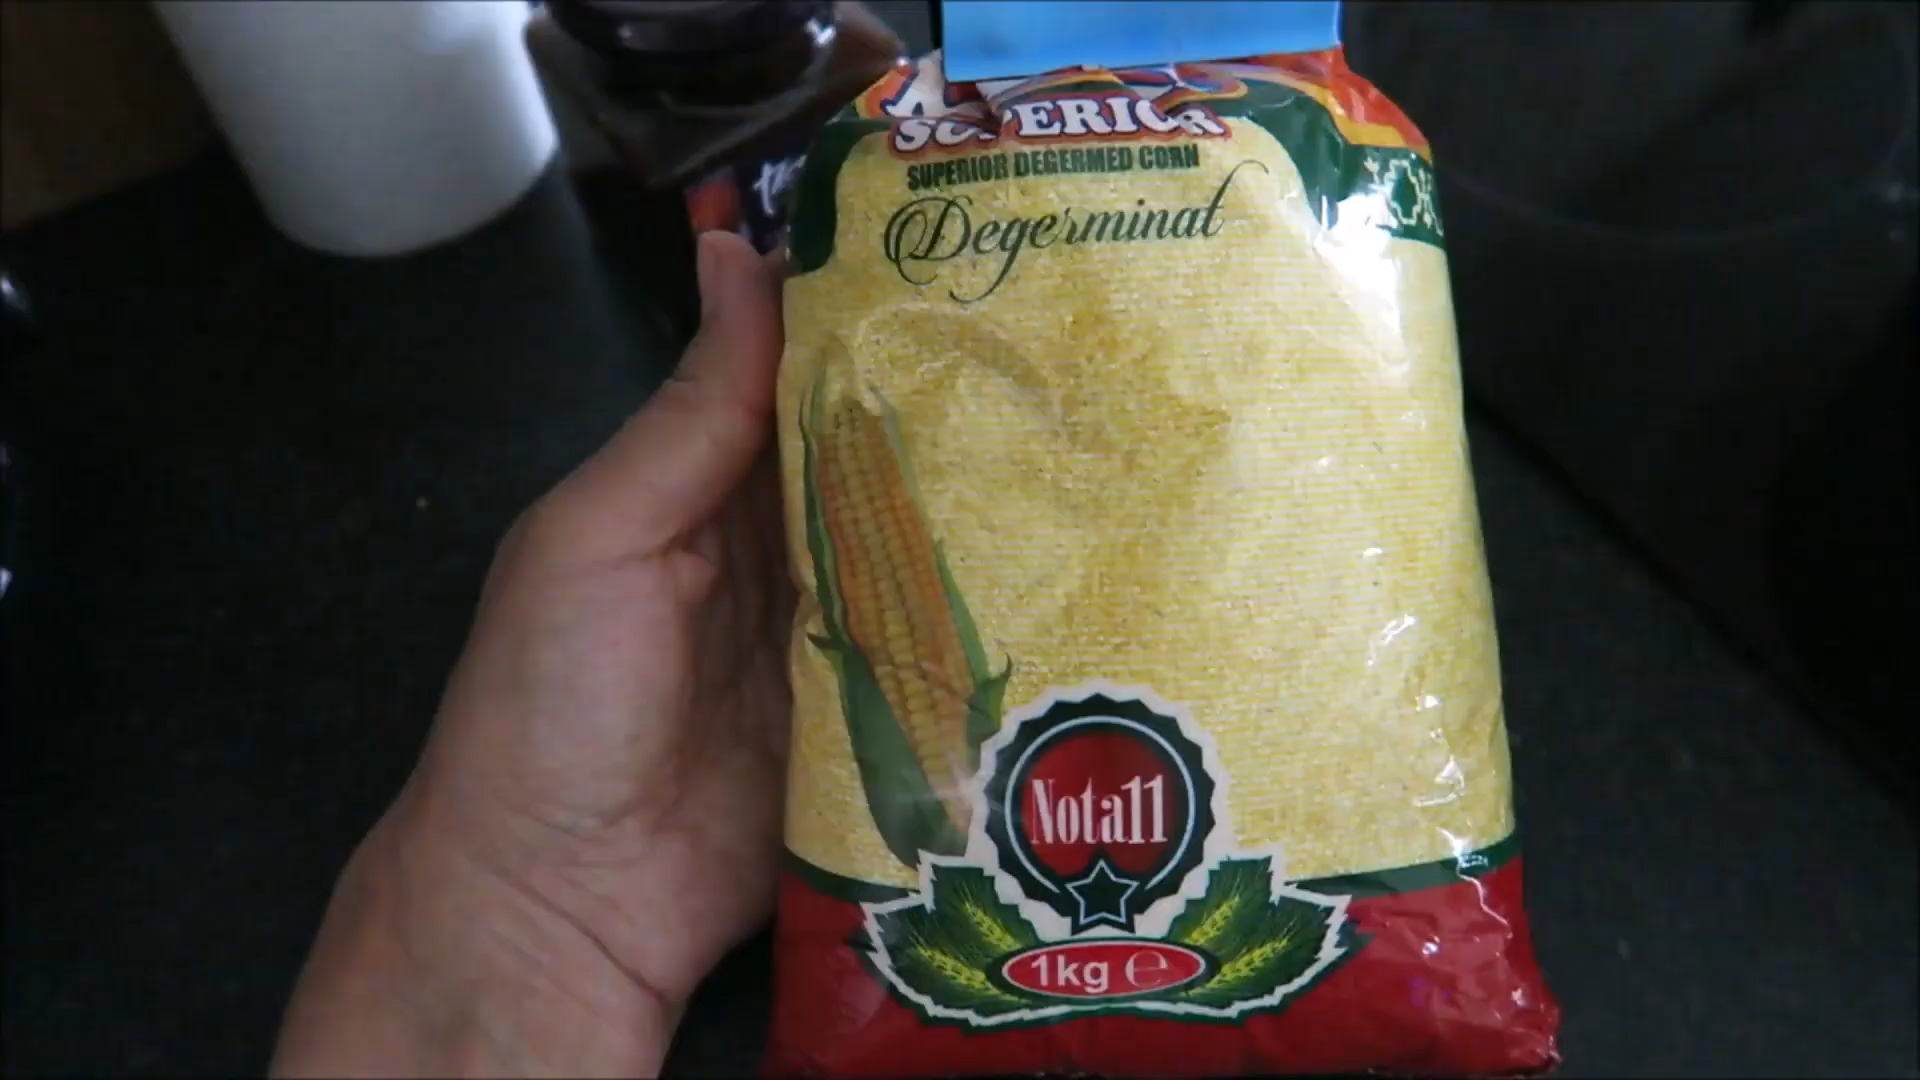 SUPERIOR
SUPERIOR DEGERMED CORN
Degerminat
Nota11
1kg ℮